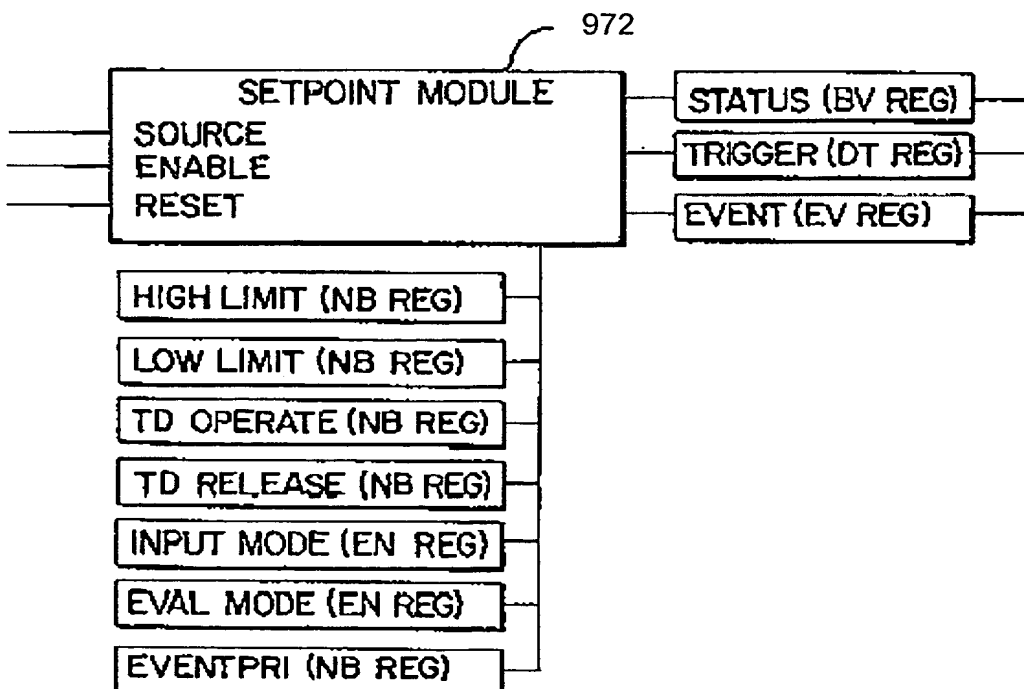 972
SETPOINT MODULE
SOURCE
ENABLE
RESET
STATUS (BV REG)
TRIGGER (DT REG)
EVENT (EV REG)
HIGH LIMIT (NB REG)
LOW LIMIT (NB REG)
TD OPERATE (NB REG)
TD RELEASE (NB REG)
INPUT MODE (EN REG)
EVAL MODE (EN REG)
EVENTPRI (NB REG)